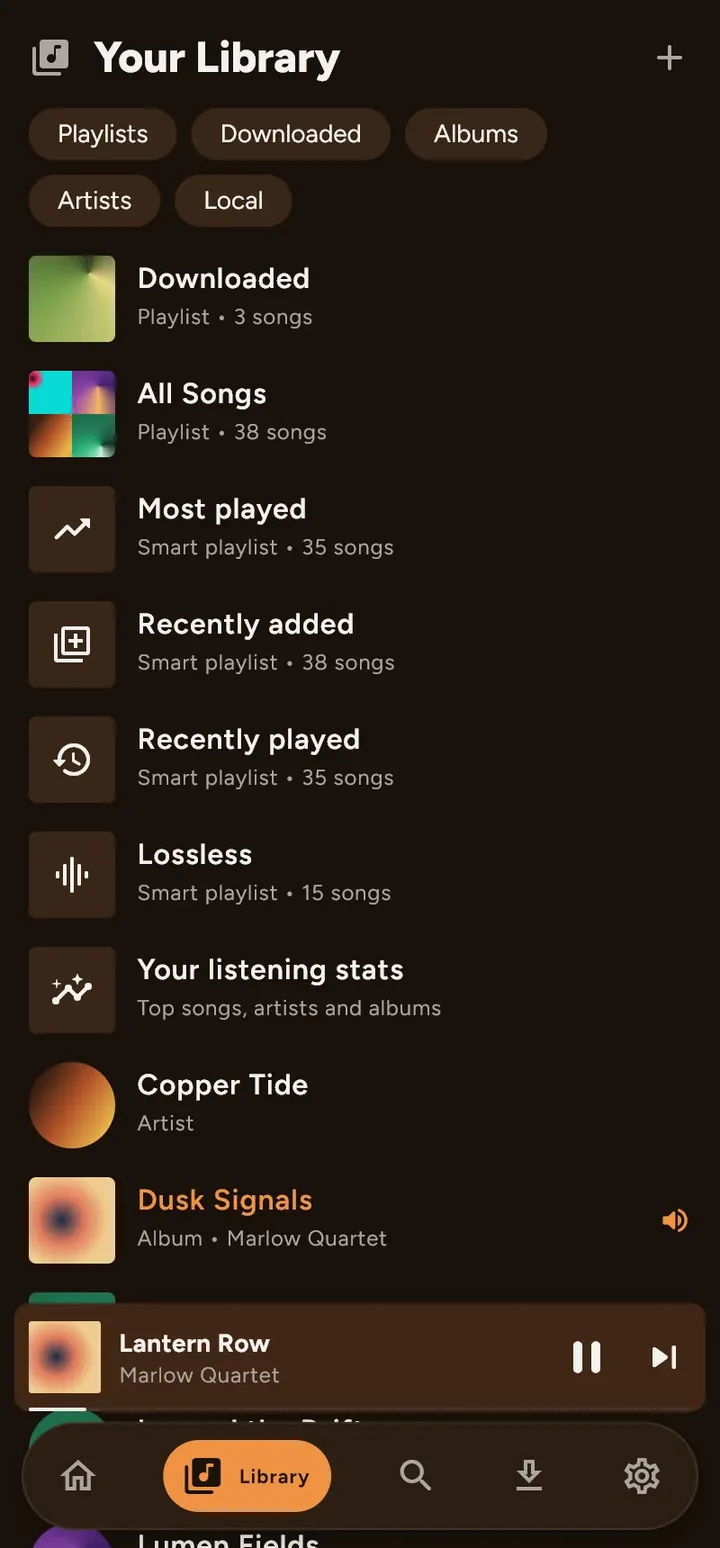 Your Library
Playlists
Downloaded
Albums
Artists
Local
Downloaded
Playlist • 3 songs
All Songs
Playlist • 38 songs
Most played
Smart playlist • 35 songs
Recently added
Smart playlist • 38 songs
Recently played
Smart playlist • 35 songs
Lossless
Smart playlist • 15 songs
Your listening stats
Top songs, artists and albums
Copper Tide
Artist
Dusk Signals
Album • Marlow Quartet
Lantern Row
Marlow Quartet
Library
Lumen Fields